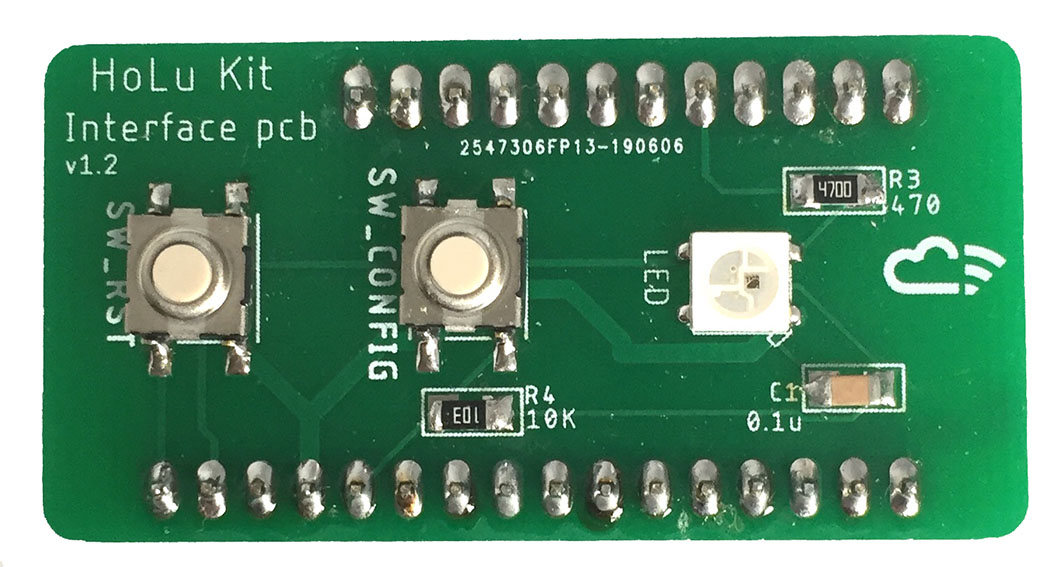 HoLu Kit
Interface pcb
v1.2
2547306FP13-190606
SW_RST
SW_CONFIG
4700
R3
470
LED
R4
10K
103
C1
0.1u